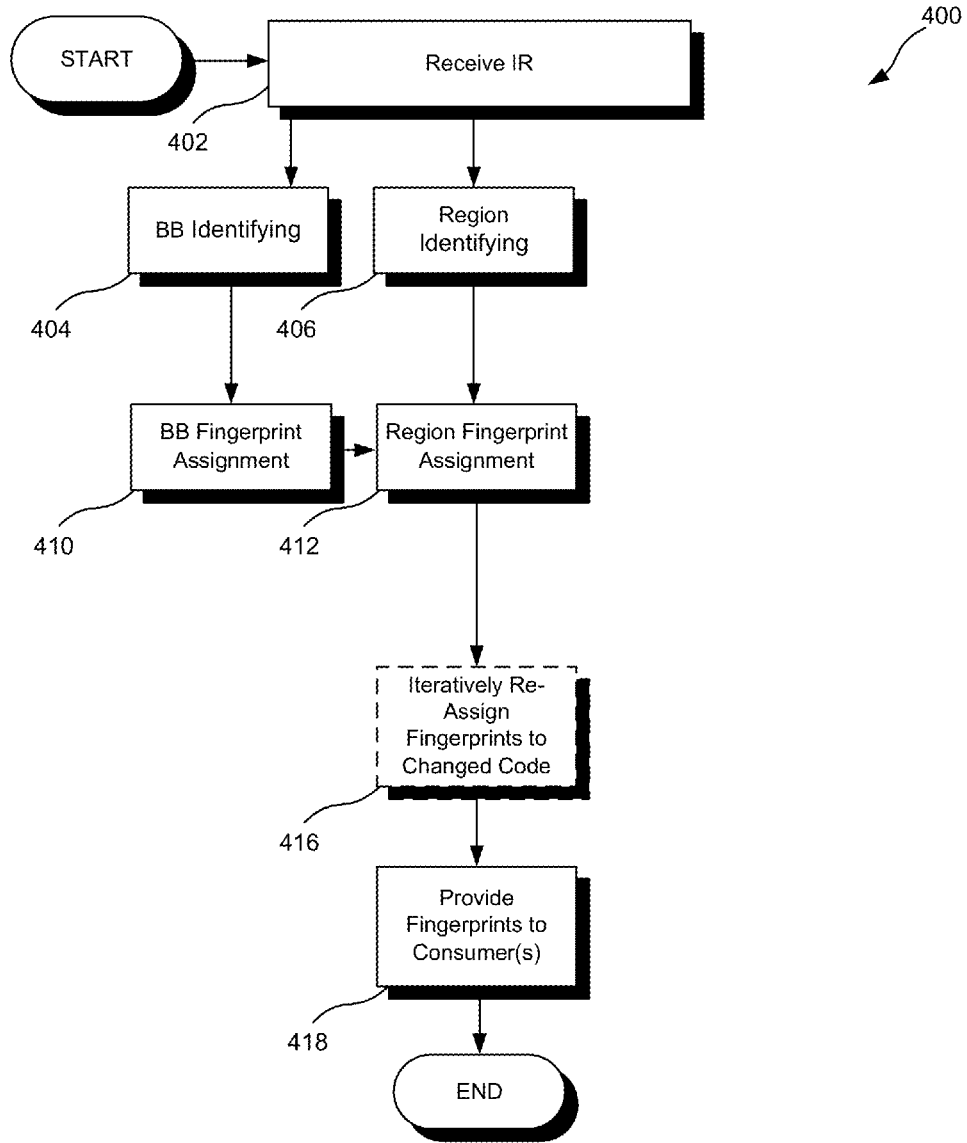 400
START
Receive IR
402
BB Identifying
Region
Identifying
404
406
BB Fingerprint
Assignment
Region Fingerprint
Assignment
410
412
Iteratively Re-
Assign
Fingerprints to
Changed Code
416
Provide
Fingerprints to
Consumer(s)
418
END